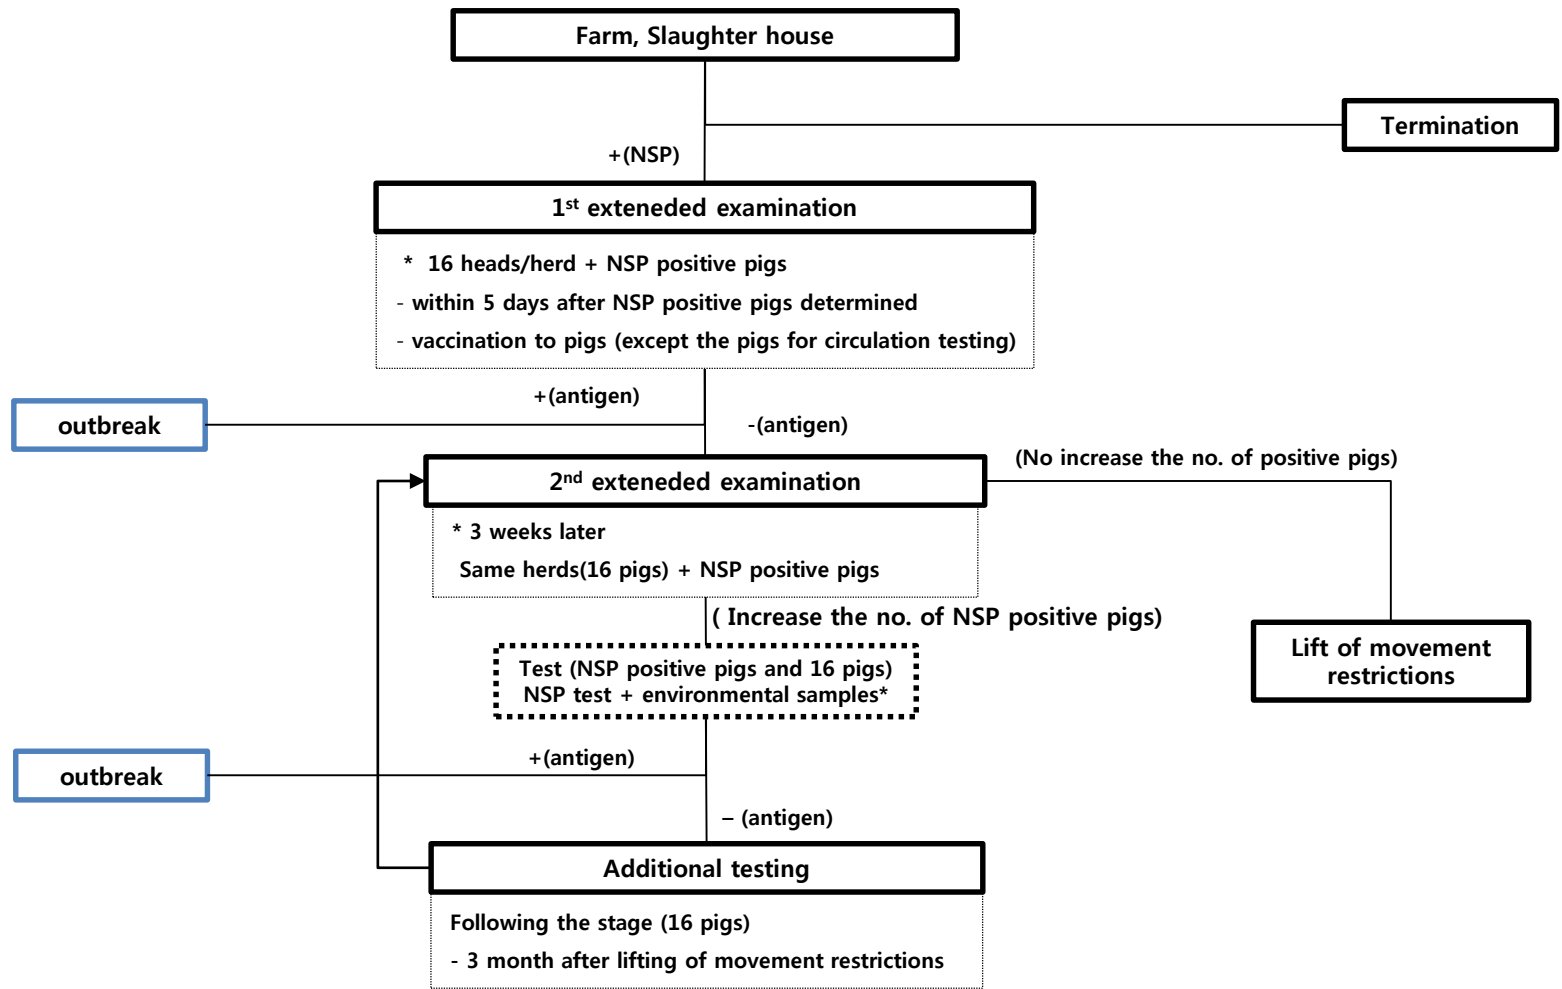 Farm, Slaughter house
Termination
+(NSP)
1st exteneded examination
* 16 heads/herd + NSP positive pigs
- within 5 days after NSP positive pigs determined
- vaccination to pigs (except the pigs for circulation testing)
+(antigen)
outbreak
-(antigen)
(No increase the no. of positive pigs)
2nd exteneded examination
* 3 weeks later
Same herds(16 pigs) + NSP positive pigs
( Increase the no. of NSP positive pigs)
Lift of movement
restrictions
Test (NSP positive pigs and 16 pigs)
NSP test + environmental samples*
+(antigen)
outbreak
– (antigen)
Additional testing
Following the stage (16 pigs)
- 3 month after lifting of movement restrictions